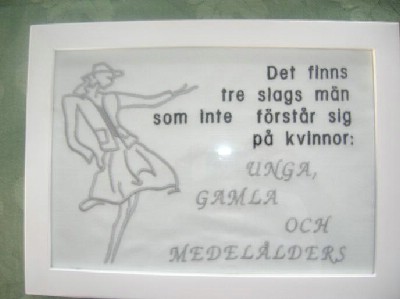 Det finns
tre slags män
som inte förstår sig
på kvinnor:
UNGA,
GAMLA
OCH
MEDELÅLDERS